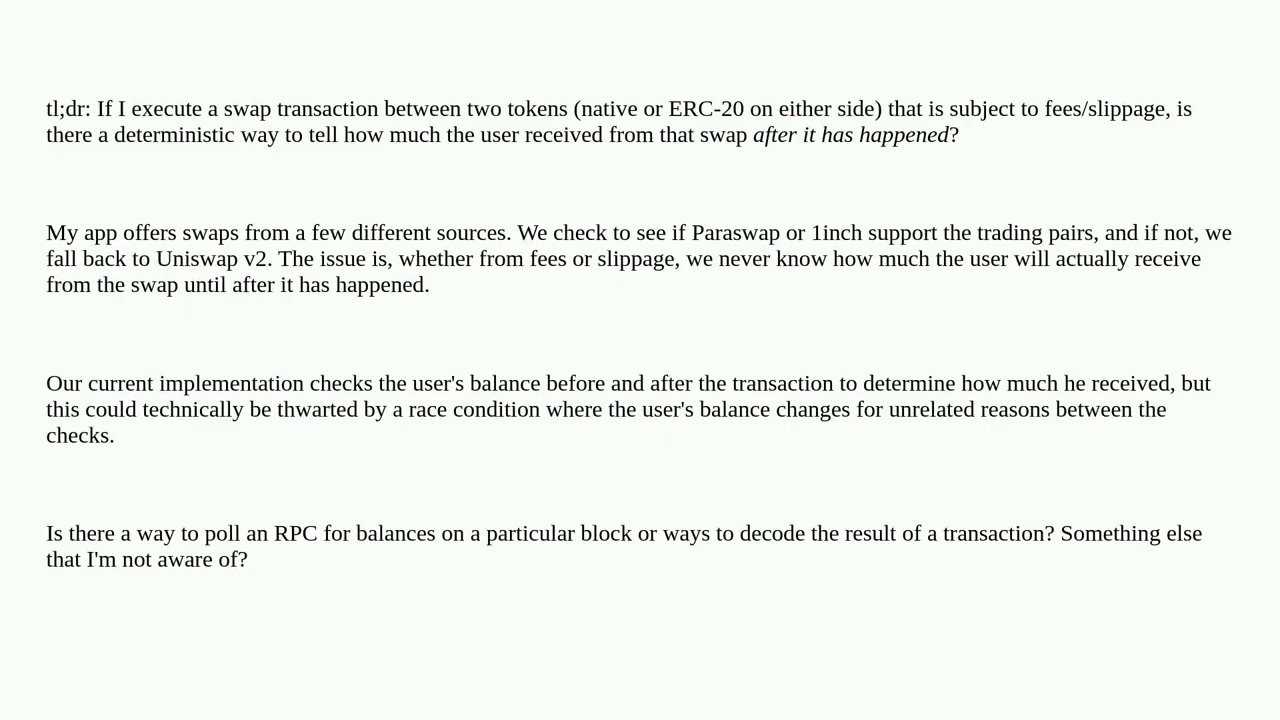 tl;dr: If I execute a swap transaction between two tokens (native or ERC-20 on either side) that is subject to fees/slippage, is
there a deterministic way to tell how much the user received from that swap after it has happened?
My app offers swaps from a few different sources. We check to see if Paraswap or 1inch support the trading pairs, and if not, we
fall back to Uniswap v2. The issue is, whether from fees or slippage, we never know how much the user will actually receive
from the swap until after it has happened.
Our current implementation checks the user's balance before and after the transaction to determine how much he received, but
this could technically be thwarted by a race condition where the user's balance changes for unrelated reasons between the
checks.
Is there a way to poll an RPC for balances on a particular block or ways to decode the result of a transaction? Something else
that I'm not aware of?